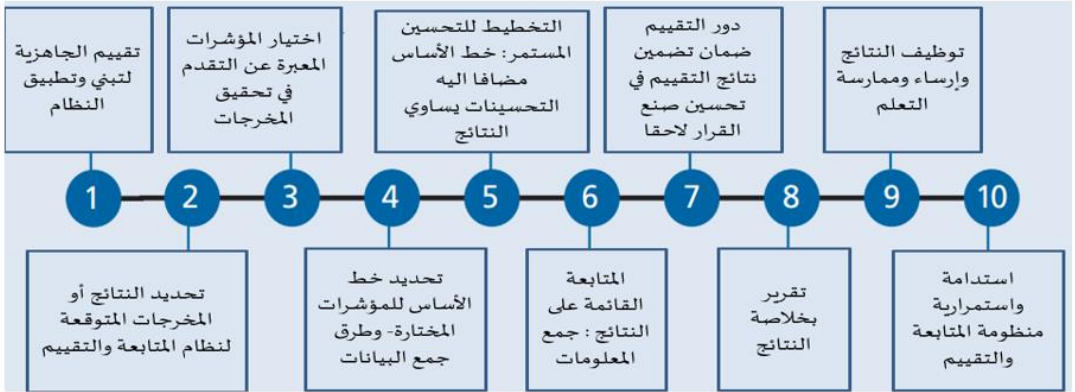 تقييم الجاهزية
لتبني وتطبيق
النظام
اختيار المؤشرات
المعبرة عن التقدم
في تحقيق
المخرجات
التخطيط للتحسين
المستمر: خط الأساس
مضافا اليه
التحسينات يساوي
النتائج
دور التقييم
ضمان تضمين
نتائج التقييم في
تحسين صنع
القرار لاحقا
توظيف النتائج
وإرساء وممارسة
التعلم
1 2 3 4 5 6 7 8 9 10
تحديد النتائج أو
المخرجات المتوقعة
لنظام المتابعة والتقييم
تحديد خط
الأساس للمؤشرات
المختارة- وطرق
جمع البيانات
المتابعة
القائمة على
النتائج : جمع
المعلومات
تقرير
بخلاصة
النتائج
استدامة
واستمرارية
منظومة المتابعة
والتقييم